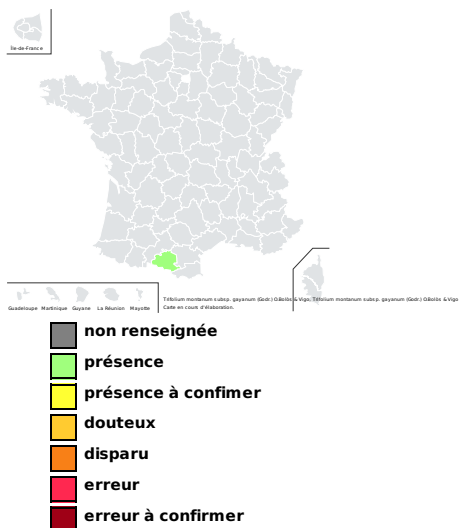 Île-de-France
Guadeloupe Martinique Guyane La Réunion Mayotte
Trifolium montanum subsp. gayanum (Godr.) O.Bolòs & Vigo, Trifolium montanum subsp. gayanum (Godr.) O.Bolòs & Vigo
Carte en cours d'élaboration.
non renseignée
présence
présence à confimer
douteux
disparu
erreur
erreur à confirmer